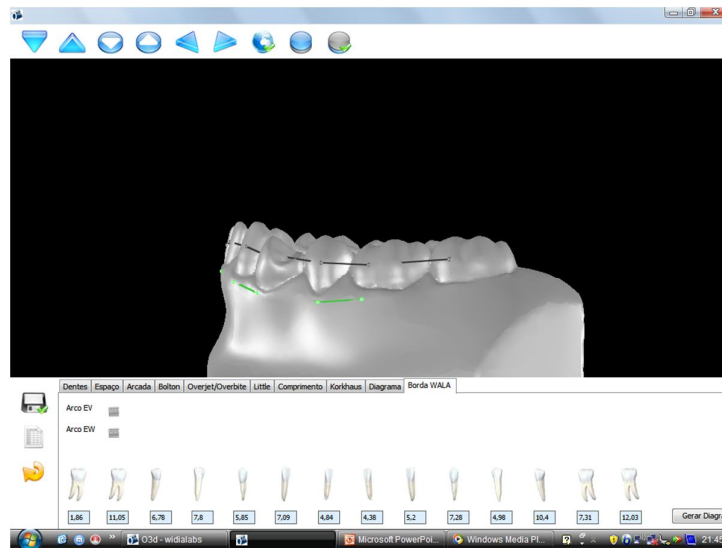 Dentes Espaço Arcada Bolton Overjet/Overbite Little Comprimento Korkhaus Diagrama Borda WALA
Arco EV
Arco EW
1,86 11,05 6,78 7,8 5,85 7,09 4,84 4,38 5,2 7,28 4,98 10,4 7,31 12,03 Gerar Diagra
O3d - widialabs Microsoft PowerPoi... Windows Media Pl... 21:45